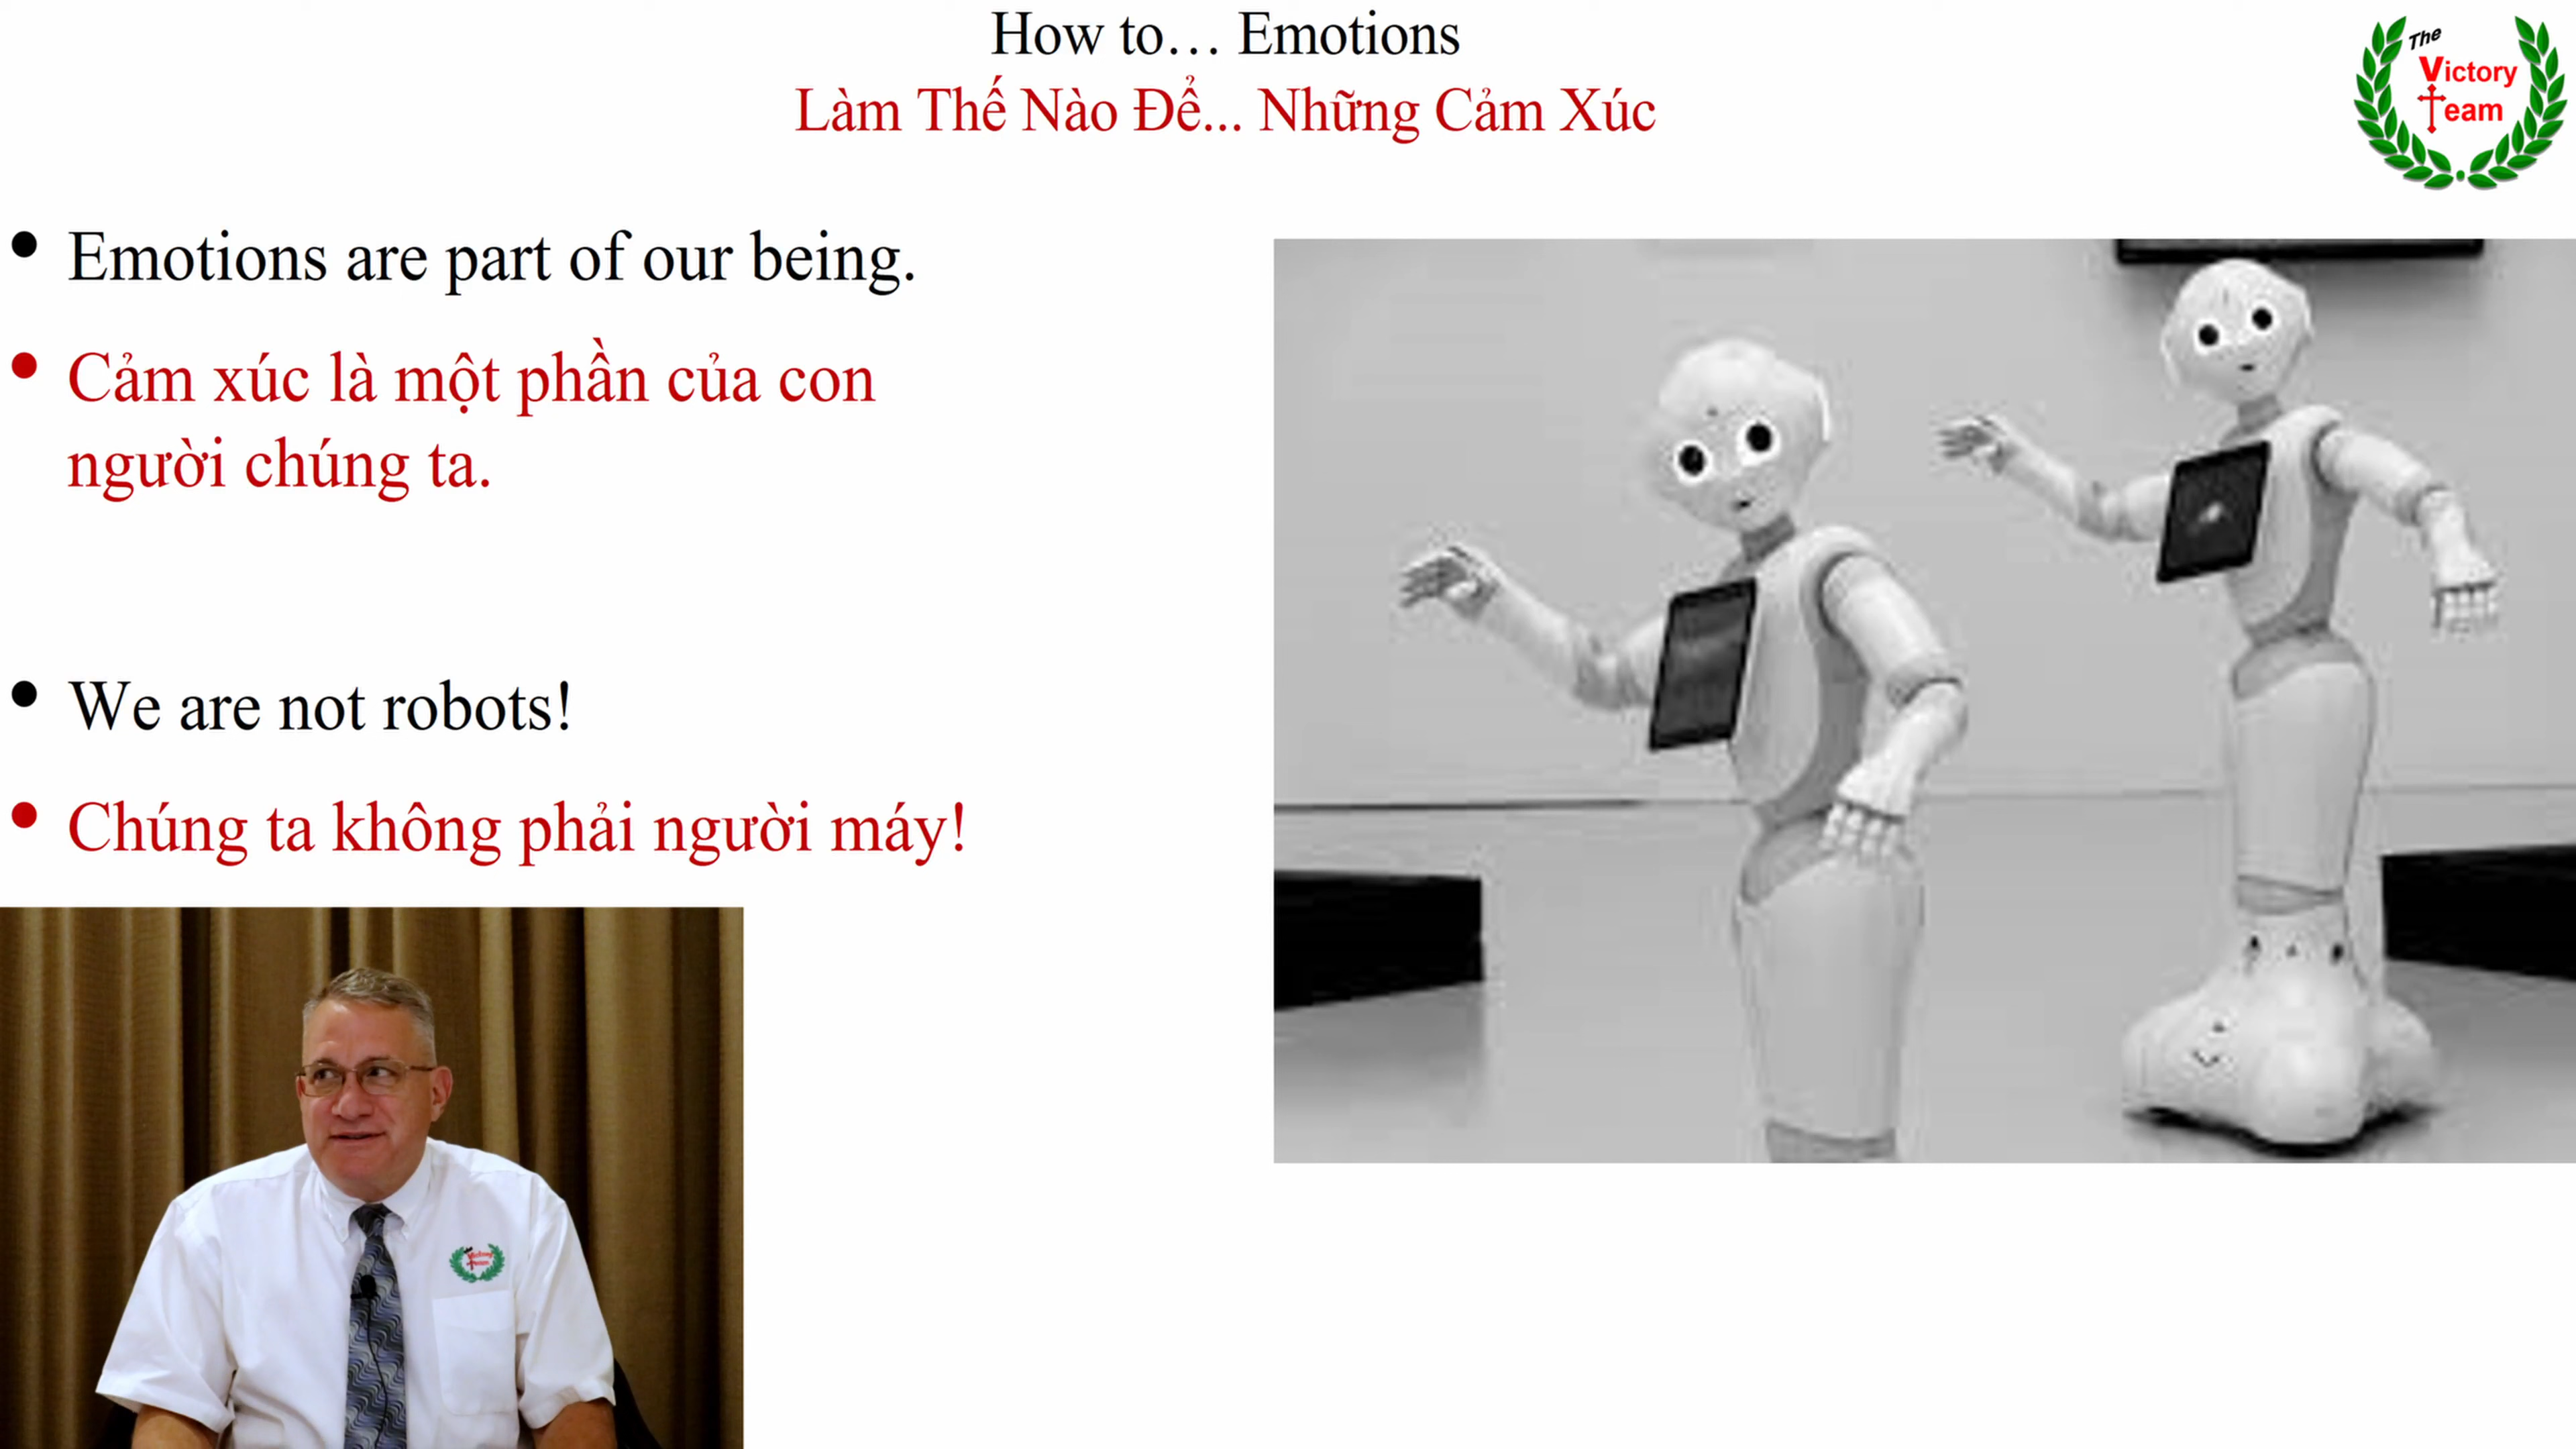 How to… Emotions
Làm Thế Nào Để... Những Cảm Xúc
The
Victory
Team
• Emotions are part of our being.
• Cảm xúc là một phần của con
người chúng ta.
• We are not robots!
• Chúng ta không phải người máy!
Victory
Team